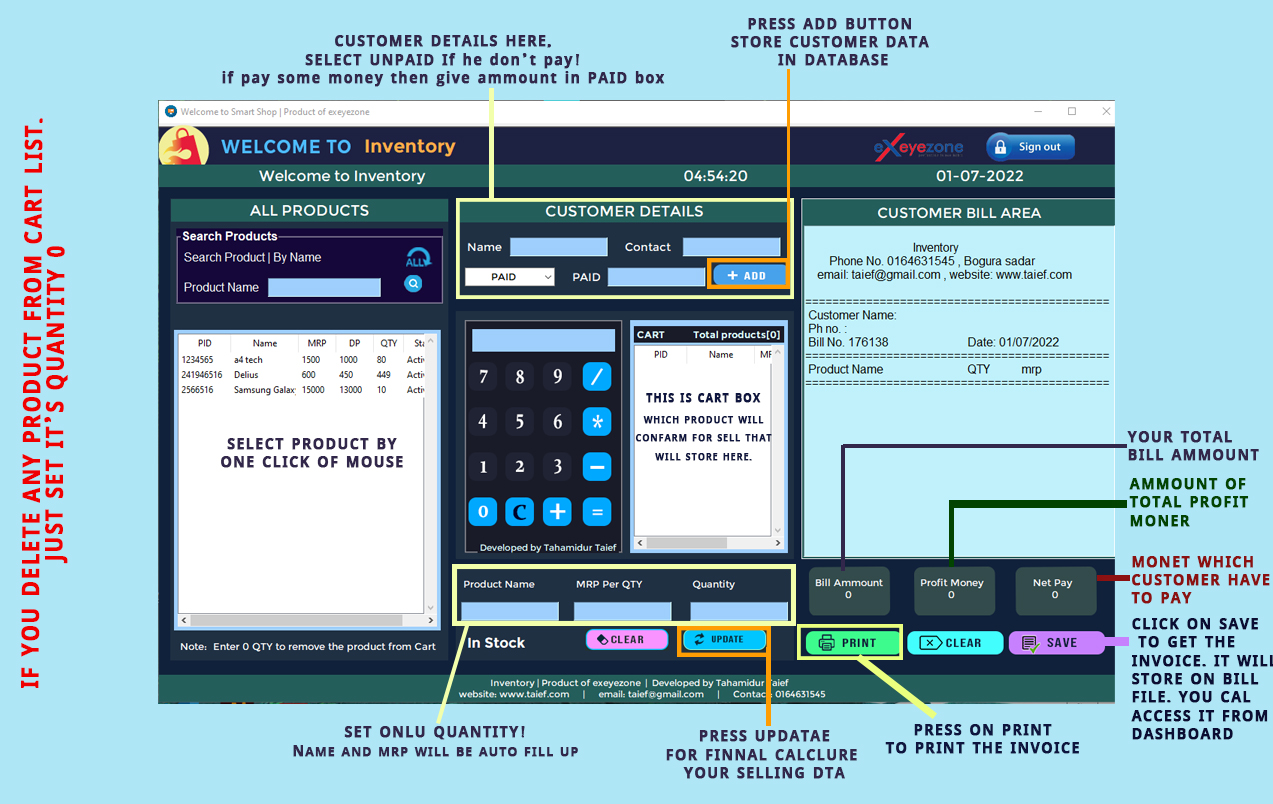 PRESS ADD BUTTON
STORE CUSTOMER DATA
IN DATABASE
CUSTOMER DETAILS HERE,
SELECT UNPAID If he don't pay!
if pay some money then give ammount in PAID box
IF YOU DELETE ANY PRODUCT FROM CART LIST.
JUST SET IT'S QUANTITY 0
Welcome to Smart Shop | Product of exeyezone
WELCOME TO Inventory
eXeyezone
Sign out
Welcome to Inventory
04:54:20
01-07-2022
ALL PRODUCTS
Search Products
Search Product | By Name
ALL
Product Name
PID Name MRP DP QTY Sta
1234565 a4 tech 1500 1000 80 Activ
241946516 Delius 600 450 449 Activ
2566516 Samsung Galax 15000 13000 10 Activ
SELECT PRODUCT BY
ONE CLICK OF MOUSE
Note: Enter 0 QTY to remove the product from Cart
CUSTOMER DETAILS
Name
Contact
PAID
PAID
+ ADD
7 8 9 /
4 5 6 *
1 2 3 −
0 C + =
Developed by Tahamidur Taief
CART Total products[0]
PID Name MF
THIS IS CART BOX
WHICH PRODUCT WILL
CONFARM FOR SELL THAT
WILL STORE HERE.
Product Name
MRP Per QTY
Quantity
In Stock
CLEAR
UPDATE
CUSTOMER BILL AREA
Inventory
Phone No. 0164631545 , Bogura sadar
email: taief@gmail.com , website: www.taief.com
=============================================
Customer Name:
Ph no. :
Bill No. 176138 Date: 01/07/2022
=============================================
Product Name QTY mrp
=============================================
Bill Ammount
0
Profit Money
0
Net Pay
0
PRINT
CLEAR
SAVE
Inventory | Product of exeyezone | Developed by Tahamidur Taief
website: www.taief.com | email: taief@gmail.com | Contact: 0164631545
YOUR TOTAL
BILL AMMOUNT
AMMOUNT OF
TOTAL PROFIT
MONER
MONET WHICH
CUSTOMER HAVE
TO PAY
CLICK ON SAVE
TO GET THE
INVOICE. IT WILL
STORE ON BILL
FILE. YOU CAL
ACCESS IT FROM
DASHBOARD
SET ONLU QUANTITY!
NAME AND MRP WILL BE AUTO FILL UP
PRESS UPDATAE
FOR FINNAL CALCLURE
YOUR SELLING DTA
PRESS ON PRINT
TO PRINT THE INVOICE